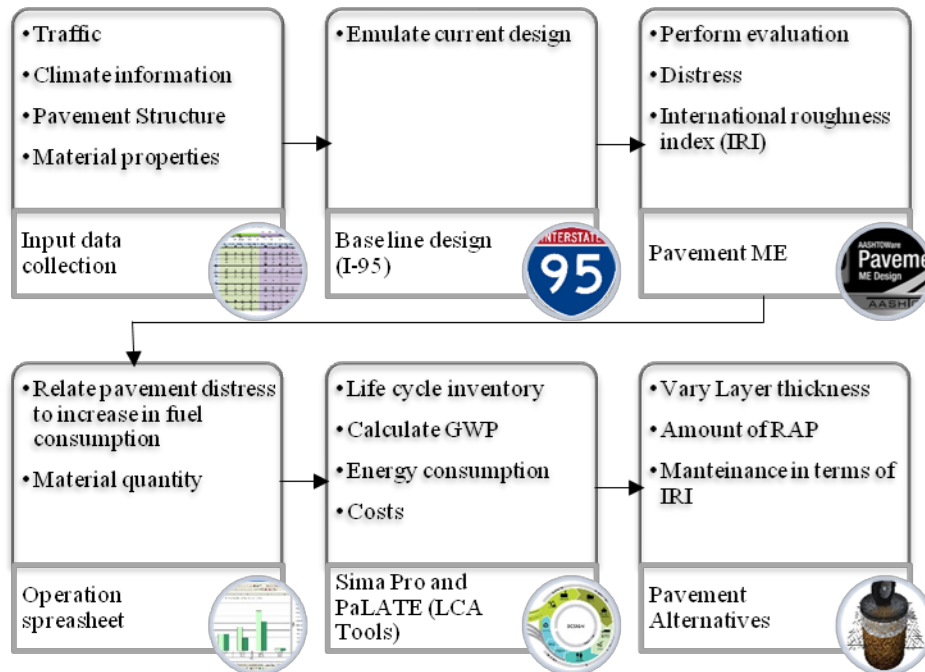 • Traffic
• Climate information
• Pavement Structure
• Material properties
Input data
collection
• Emulate current design
Base line design
(I-95)
INTERSTATE
95
• Perform evaluation
• Distress
• International roughness
index (IRI)
Pavement ME
AASHTOWare
Paveme
ME Design
AASHTO
• Relate pavement distress
to increase in fuel
consumption
• Material quantity
Operation
spreasheet
• Life cycle inventory
• Calculate GWP
• Energy consumption
• Costs
Sima Pro and
PaLATE (LCA
Tools)
• Vary Layer thickness
• Amount of RAP
• Manteinance in terms of
IRI
Pavement
Alternatives